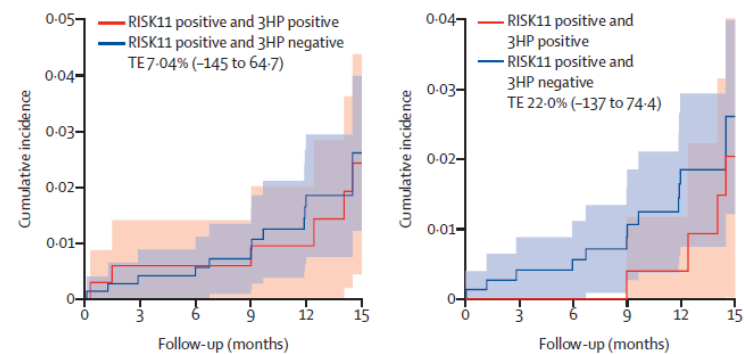 0·05
0·04
0·03
0·02
0·01
0
Cumulative incidence
RISK11 positive and 3HP positive
RISK11 positive and 3HP negative
TE 7·04% (–145 to 64·7)
0 3 6 9 12 15
Follow-up (months)
0·04
0·03
0·02
0·01
0
Cumulative incidence
RISK11 positive and
3HP positive
RISK11 positive and
3HP negative
TE 22·0% (–137 to 74·4)
0 3 6 9 12 15
Follow-up (months)